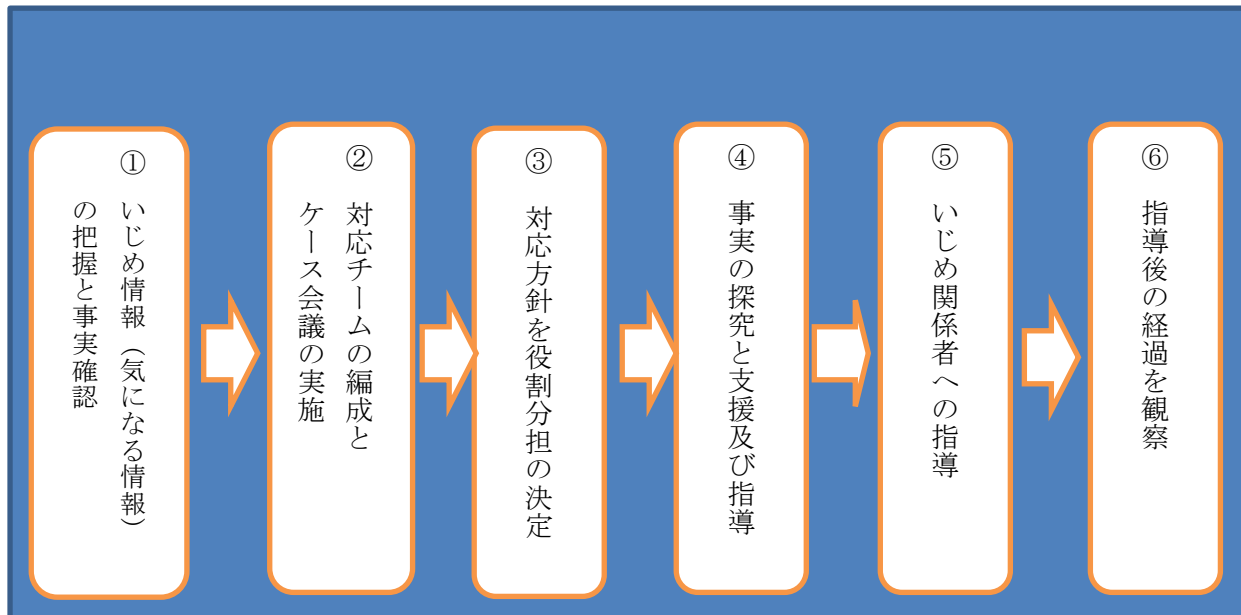 ① いじめ情報（気になる情報）
の把握と事実確認
② 対応チームの編成と
ケース会議の実施
③ 対応方針を役割分担の決定
④ 事実の探究と支援及び指導
⑤ いじめ関係者への指導
⑥ 指導後の経過を観察